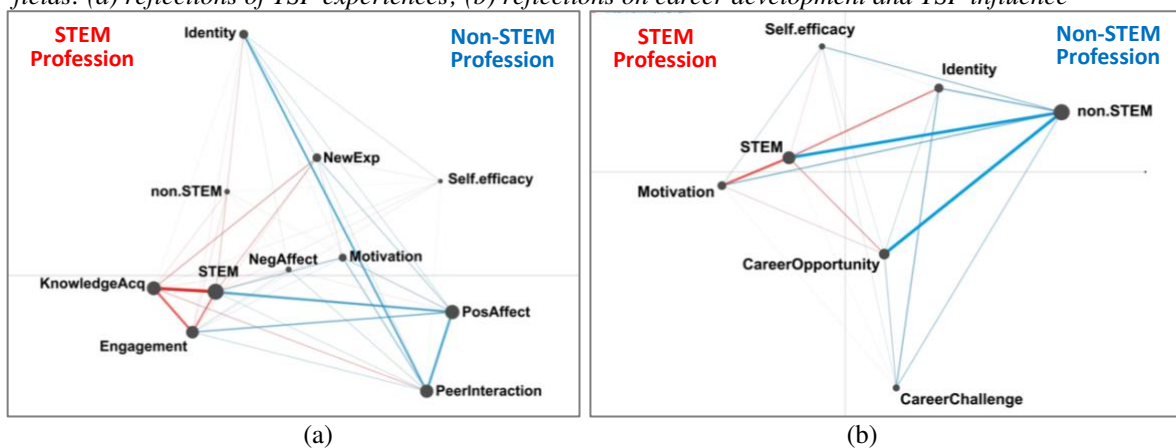 fields: (a) reflections of TSP experiences; (b) reflections on career development and TSP influence
STEM
Profession
Identity
Non-STEM
Profession
NewExp
Self.efficacy
non.STEM
NegAffect
Motivation
STEM
KnowledgeAcq
PosAffect
Engagement
PeerInteraction
(a)
STEM
Profession
Self.efficacy
Non-STEM
Profession
Identity
non.STEM
STEM
Motivation
CareerOpportunity
CareerChallenge
(b)